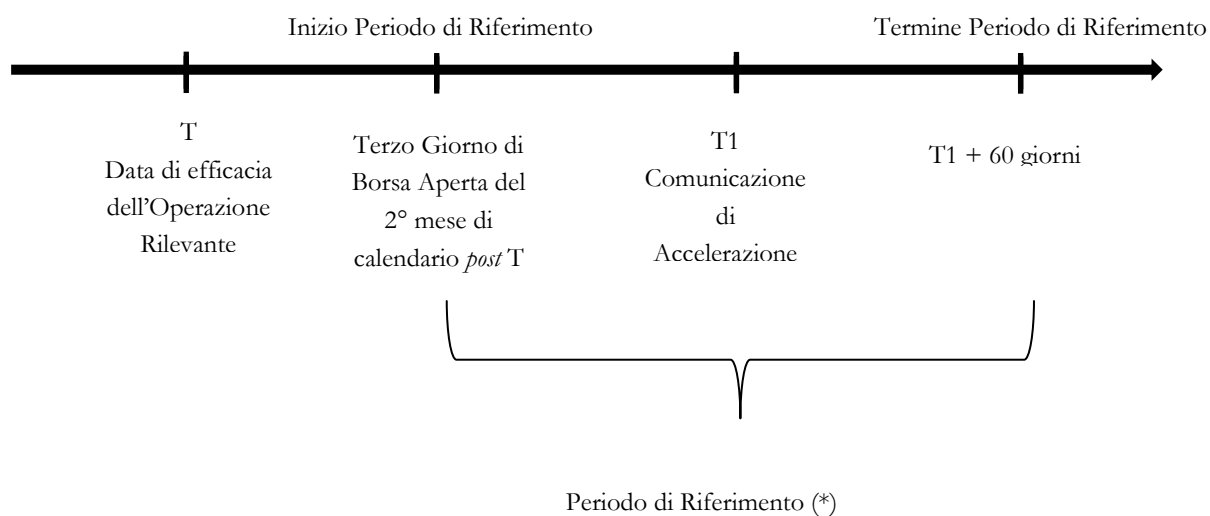 Inizio Periodo di Riferimento
Termine Periodo di Riferimento
T
Data di efficacia
dell’Operazione
Rilevante
Terzo Giorno di
Borsa Aperta del
2° mese di
calendario post T
T1
Comunicazione
di
Accelerazione
T1 + 60 giorni
Periodo di Riferimento (*)